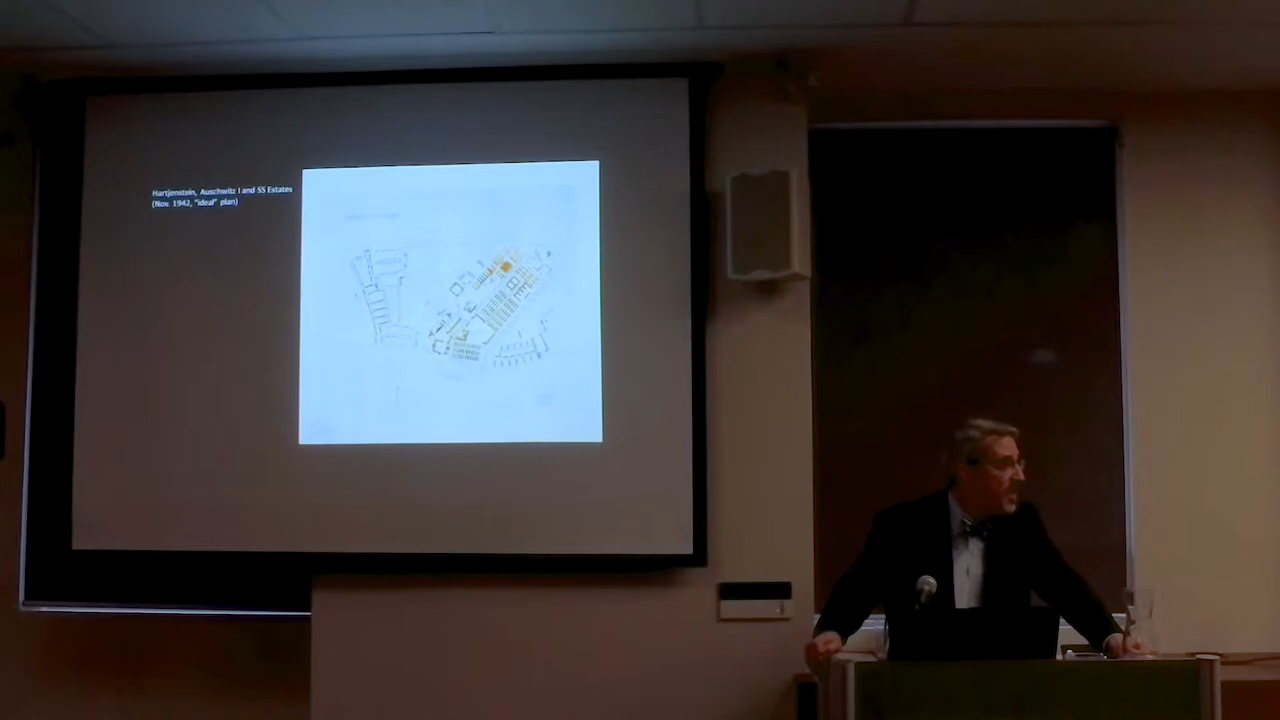 Hartjenstein, Auschwitz I and SS Estates
(Nov. 1942, "ideal" plan)